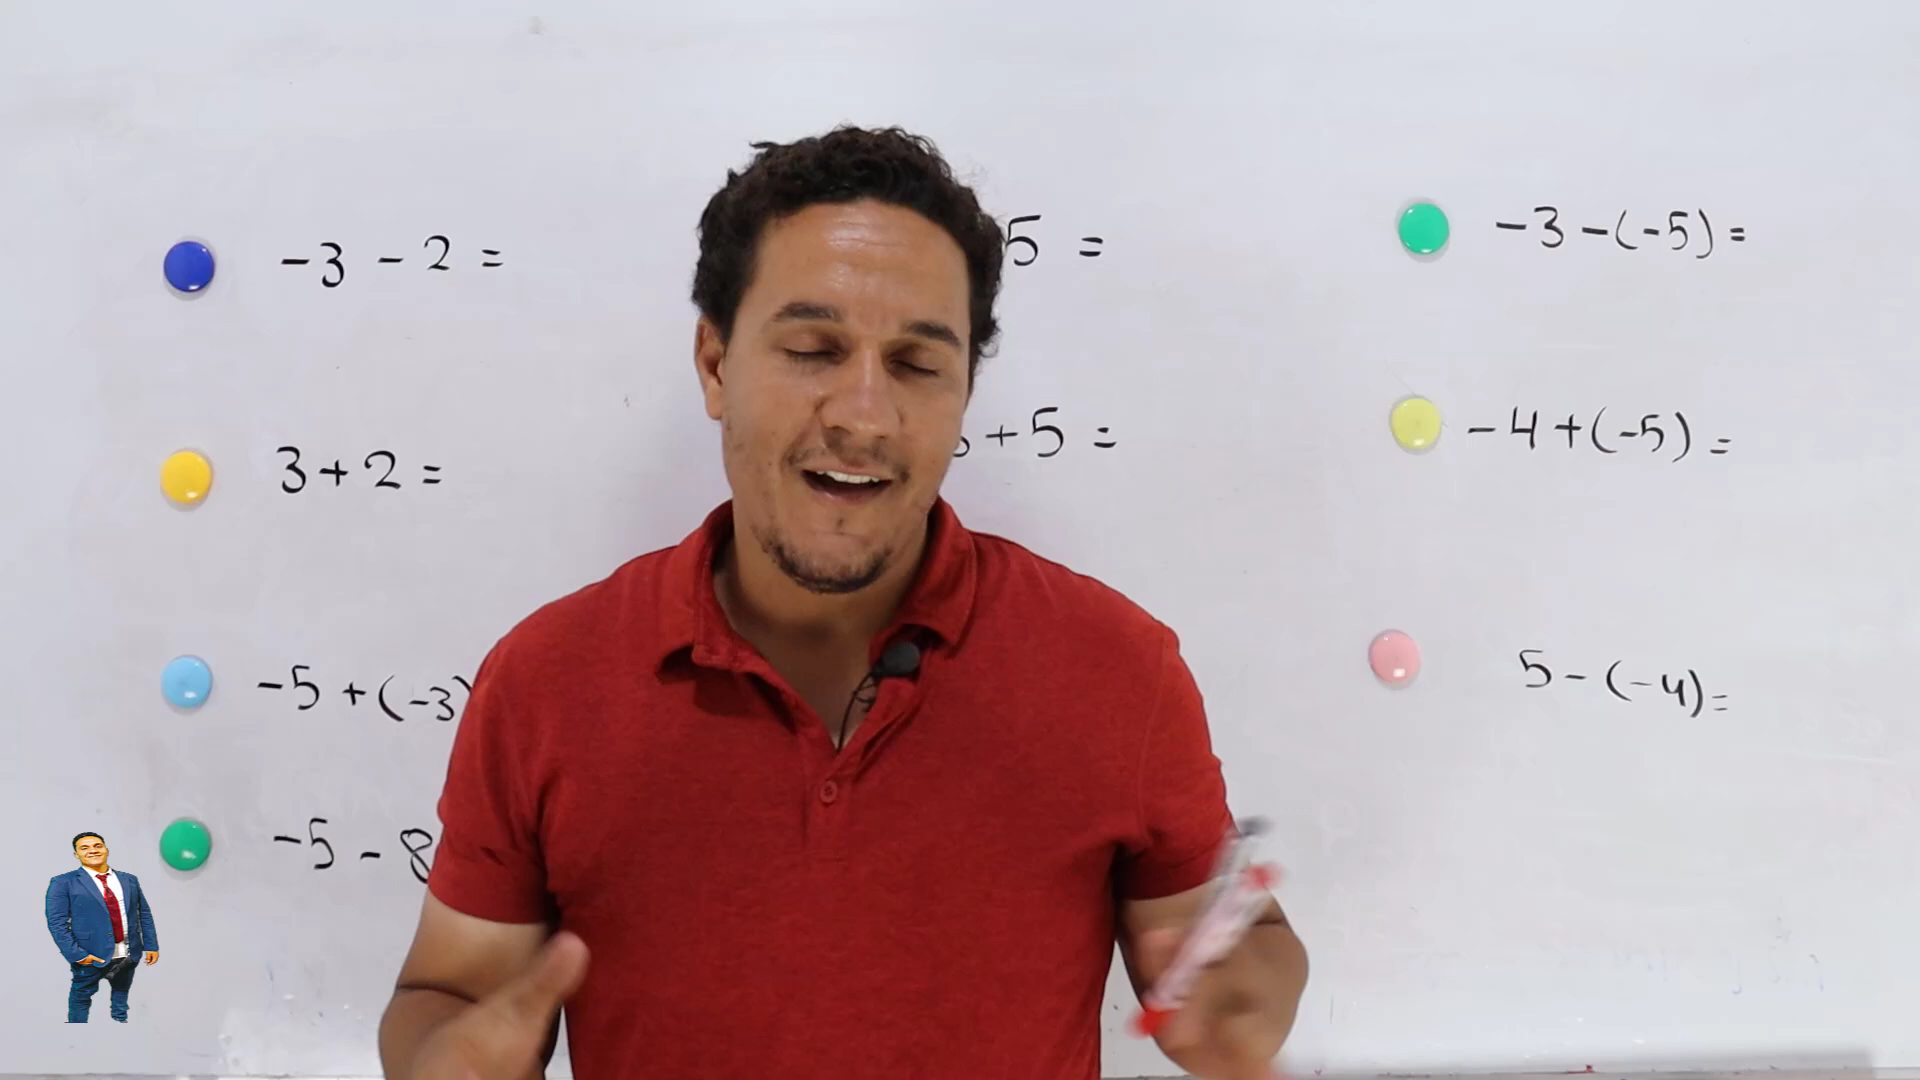 -3 - 2 =
3 + 2 =
-5 + (-3)
-5 - 8
5 =
+ 5 =
-3 - (-5) =
-4 + (-5) =
5 - (-4) =